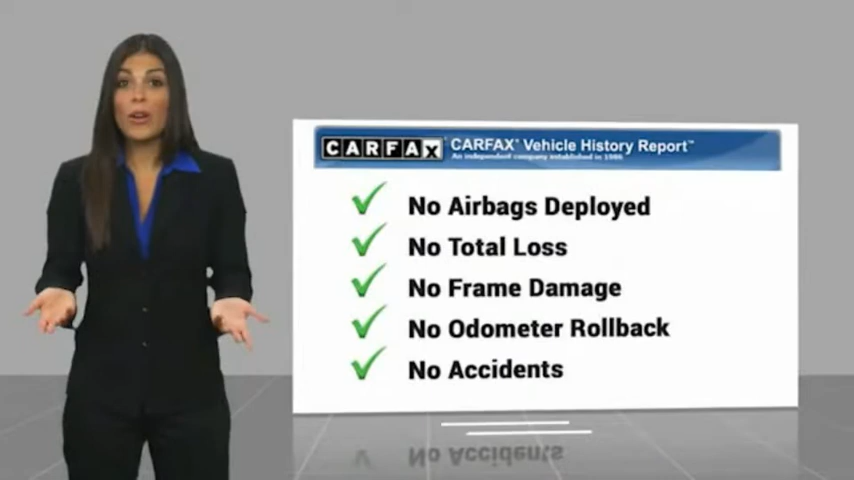 CARFAX CARFAX® Vehicle History Report™
An independent company established in 1986
No Airbags Deployed
No Total Loss
No Frame Damage
No Odometer Rollback
No Accidents
No Accidents